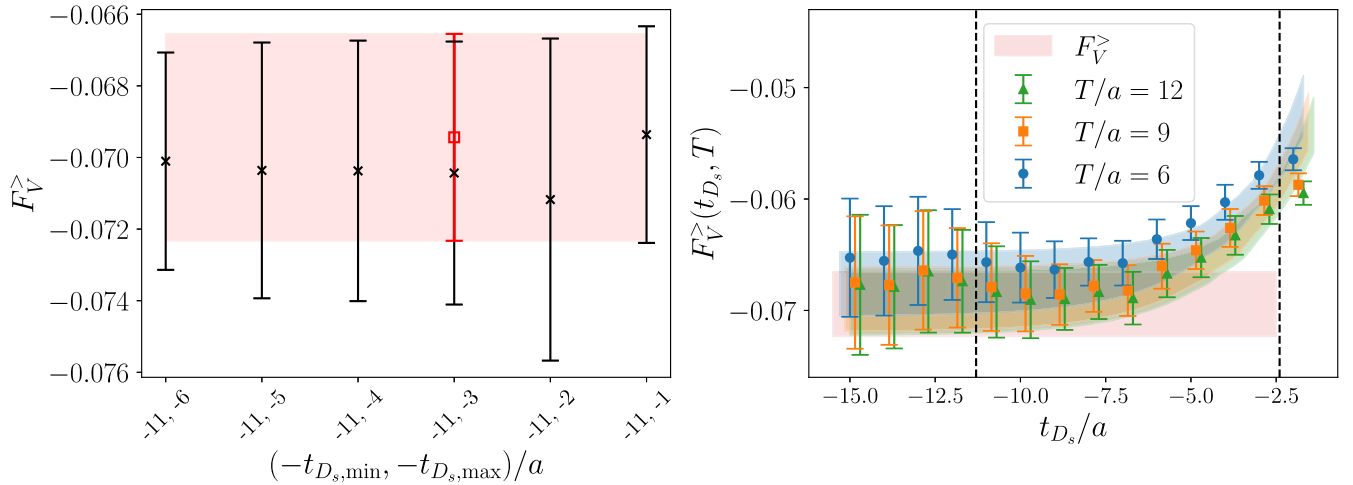 −0.066
−0.068
−0.070
−0.072
−0.074
−0.076
F_V^>
-11, -6
-11, -5
-11, -4
-11, -3
-11, -2
-11, -1
(−t_{D_s,min}, −t_{D_s,max})/a
−0.05
−0.06
−0.07
F_V^>(t_{D_s}, T)
F_V^>
T/a = 12
T/a = 9
T/a = 6
−15.0
−12.5
−10.0
−7.5
−5.0
−2.5
t_{D_s}/a